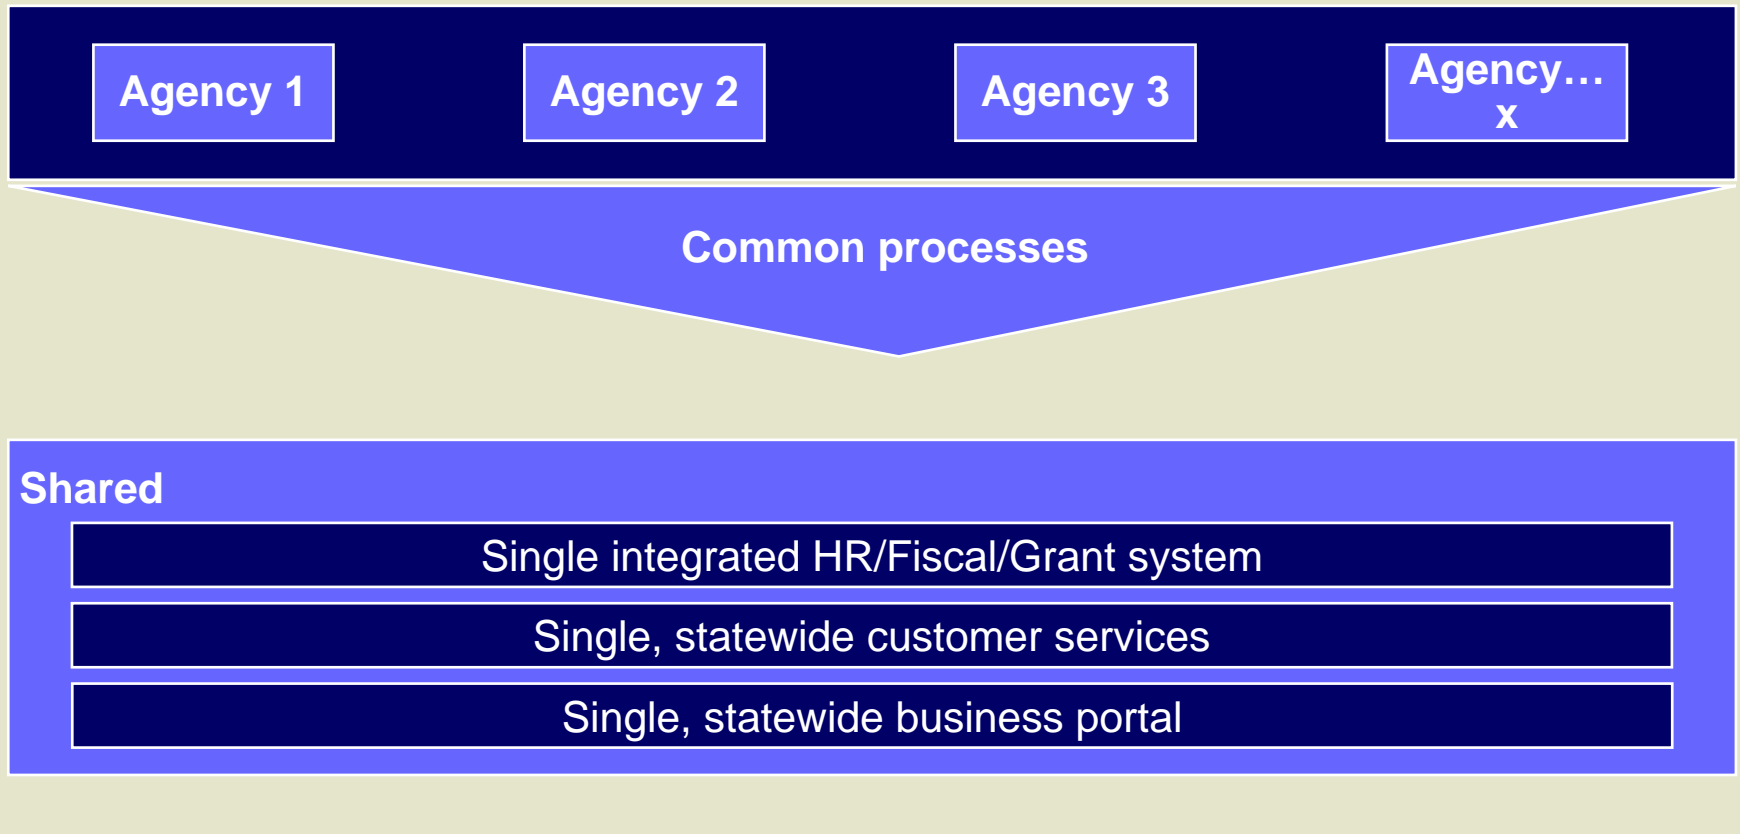 Agency 1
Agency 2
Agency 3
Agency…
x
Common processes
Shared
Single integrated HR/Fiscal/Grant system
Single, statewide customer services
Single, statewide business portal